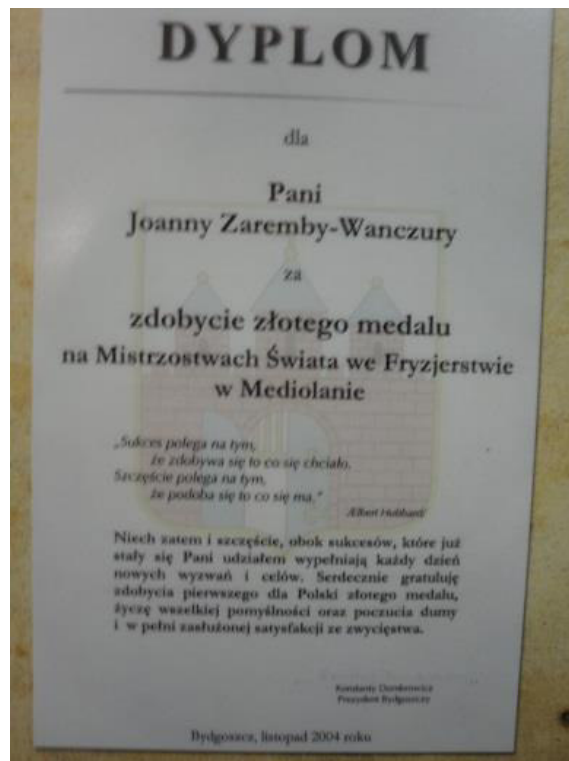 DYPLOM
dla
Pani
Joanny Zaremby-Wanczury
za
zdobycie złotego medalu
na Mistrzostwach Świata we Fryzjerstwie
w Mediolanie
„Sukces polega na tym,
że zdobywa się to co się chciało.
Szczęście polega na tym,
że podoba się to co się ma.”
Albert Hubbard
Niech zatem i szczęście, obok sukcesów, które już
stały się Pani udziałem wypełniają każdy dzień
nowych wyzwań i celów. Serdecznie gratuluję
zdobycia pierwszego dla Polski złotego medalu,
życzę wszelkiej pomyślności oraz poczucia dumy
i w pełni zasłużonej satysfakcji ze zwycięstwa.
Konstanty Dombrowicz
Prezydent Bydgoszczy
Bydgoszcz, listopad 2004 roku